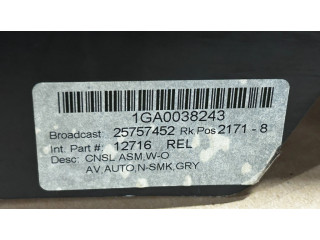 1GA0038243
Broadcast 25757452 Rk.Pos 2171 - 8
Int. Part #: 12716 REL
Desc: CNSL ASM,W-O
AV,AUTO,N-SMK,GRY